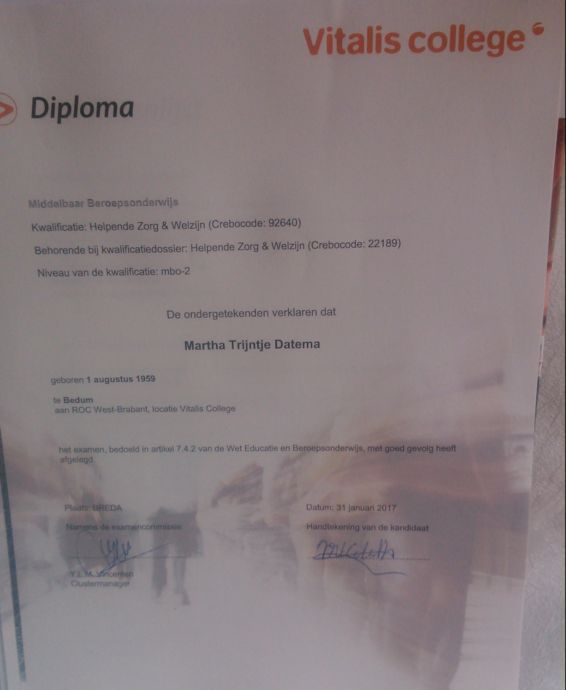 Vitalis college
Diploma
Middelbaar Beroepsonderwijs
Kwalificatie: Helpende Zorg & Welzijn (Crebocode: 92640)
Behorende bij kwalificatiedossier: Helpende Zorg & Welzijn (Crebocode: 22189)
Niveau van de kwalificatie: mbo-2
De ondergetekenden verklaren dat
Martha Trijntje Datema
geboren 1 augustus 1959
te Bedum
aan ROC West-Brabant, locatie Vitalis College
het examen, bedoeld in artikel 7.4.2 van de Wet Educatie en Beroepsonderwijs, met goed gevolg heeft
afgelegd.
Plaats: BREDA
Datum: 31 januari 2017
Namens de examencommissie
Handtekening van de kandidaat
Clustermanager